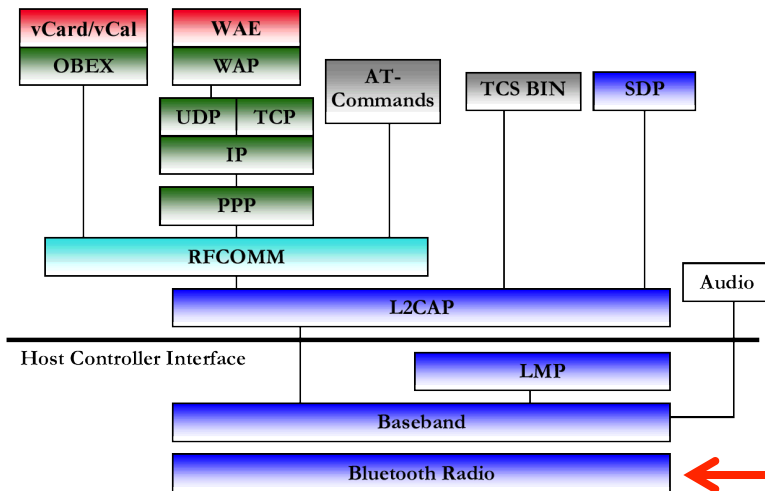 vCard/vCal
WAE
OBEX
WAP
AT-
Commands
TCS BIN
SDP
UDP
TCP
IP
PPP
RFCOMM
Audio
L2CAP
Host Controller Interface
LMP
Baseband
Bluetooth Radio